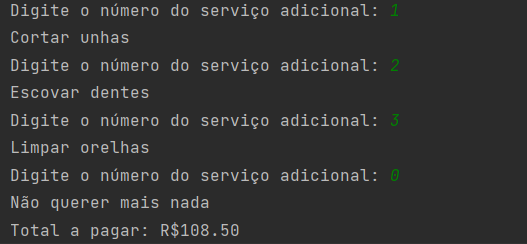 Digite o número do serviço adicional: 1
Cortar unhas
Digite o número do serviço adicional: 2
Escovar dentes
Digite o número do serviço adicional: 3
Limpar orelhas
Digite o número do serviço adicional: 0
Não querer mais nada
Total a pagar: R$108.50